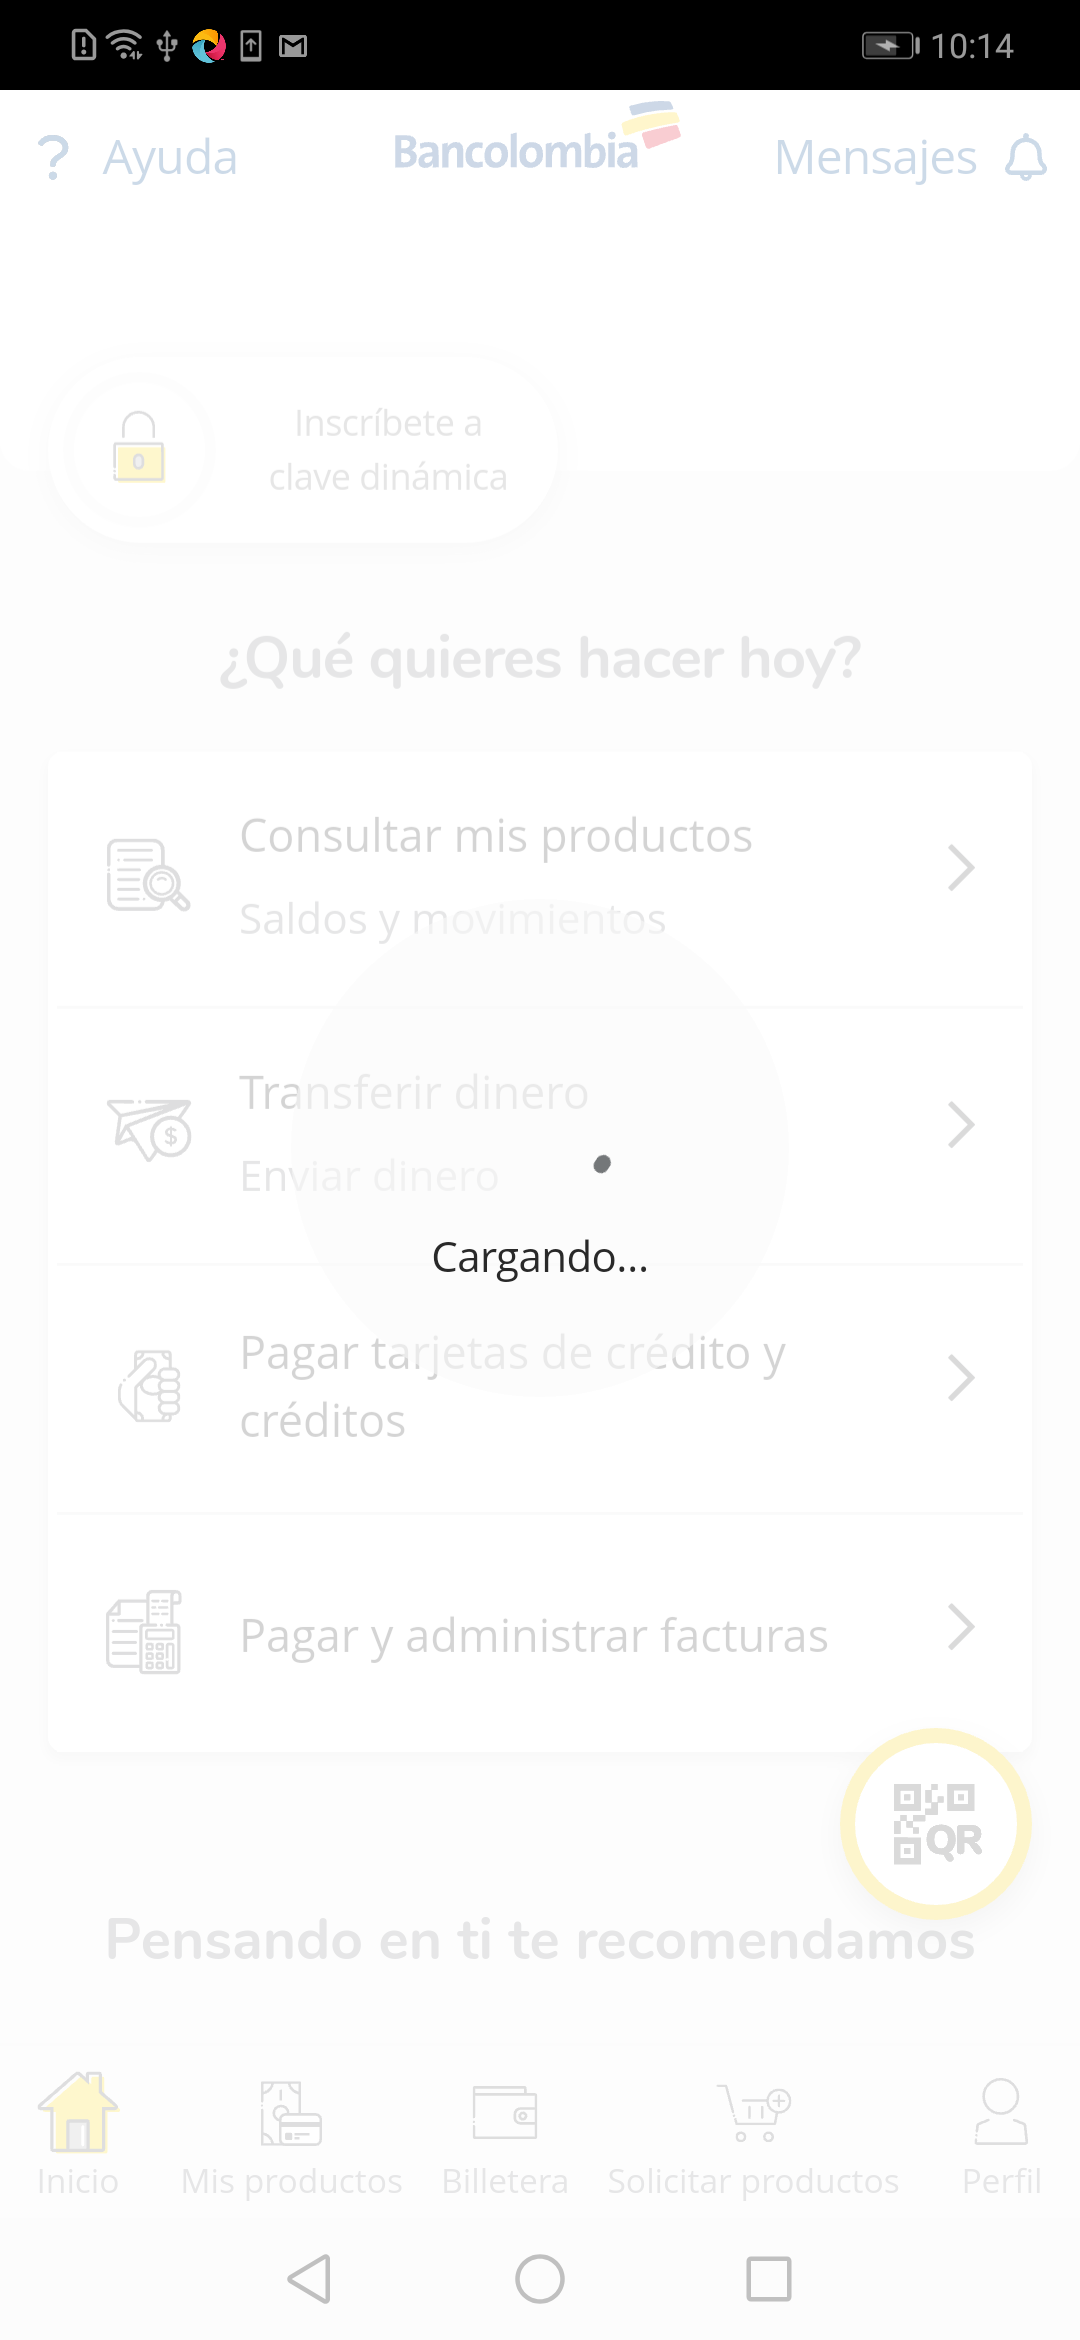 10:14
? Ayuda
Bancolombia
Mensajes
Inscríbete a
clave dinámica
¿Qué quieres hacer hoy?
Consultar mis productos
Saldos y movimientos
Transferir dinero
Enviar dinero
Cargando...
Pagar tarjetas de crédito y
créditos
Pagar y administrar facturas
QR
Pensando en ti te recomendamos
Inicio
Mis productos
Billetera
Solicitar productos
Perfil